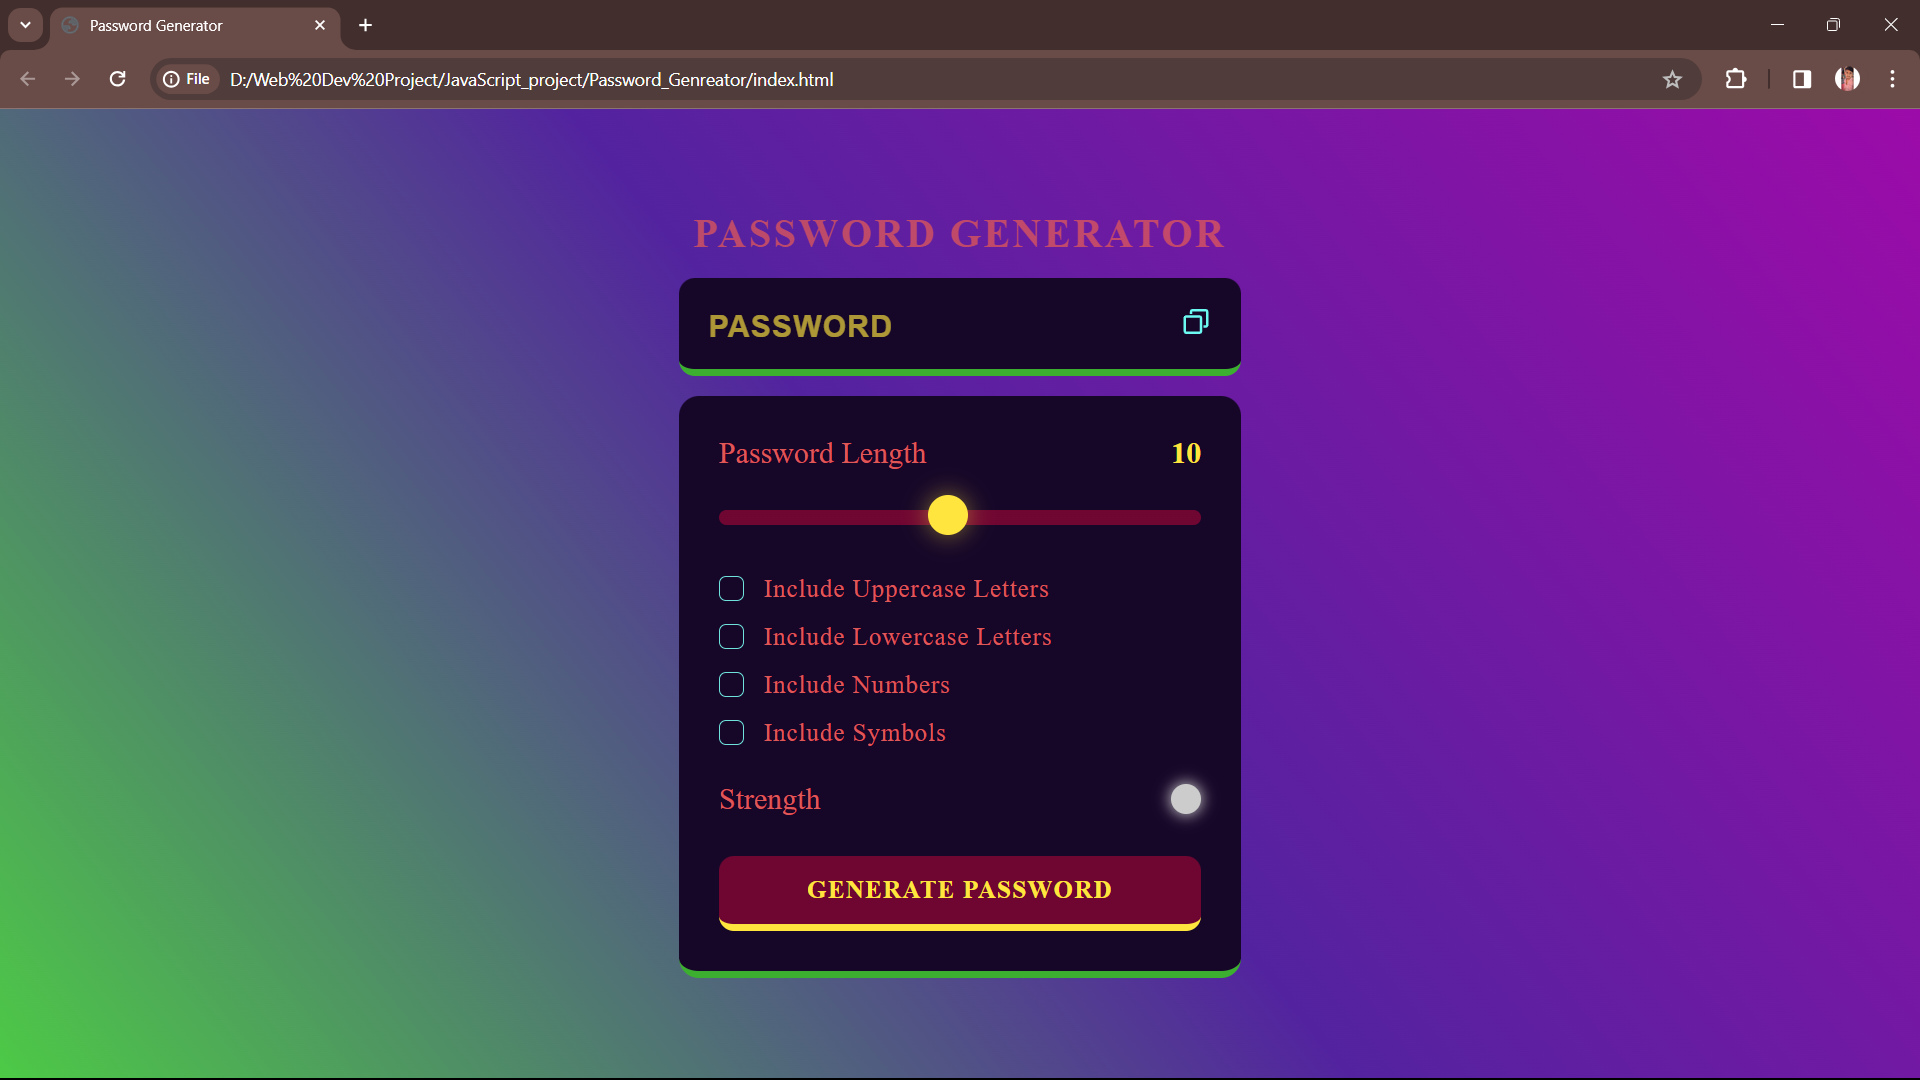 Password Generator
File D:/Web%20Dev%20Project/JavaScript_project/Password_Genreator/index.html
PASSWORD GENERATOR
PASSWORD
Password Length 10
Include Uppercase Letters
Include Lowercase Letters
Include Numbers
Include Symbols
Strength
GENERATE PASSWORD